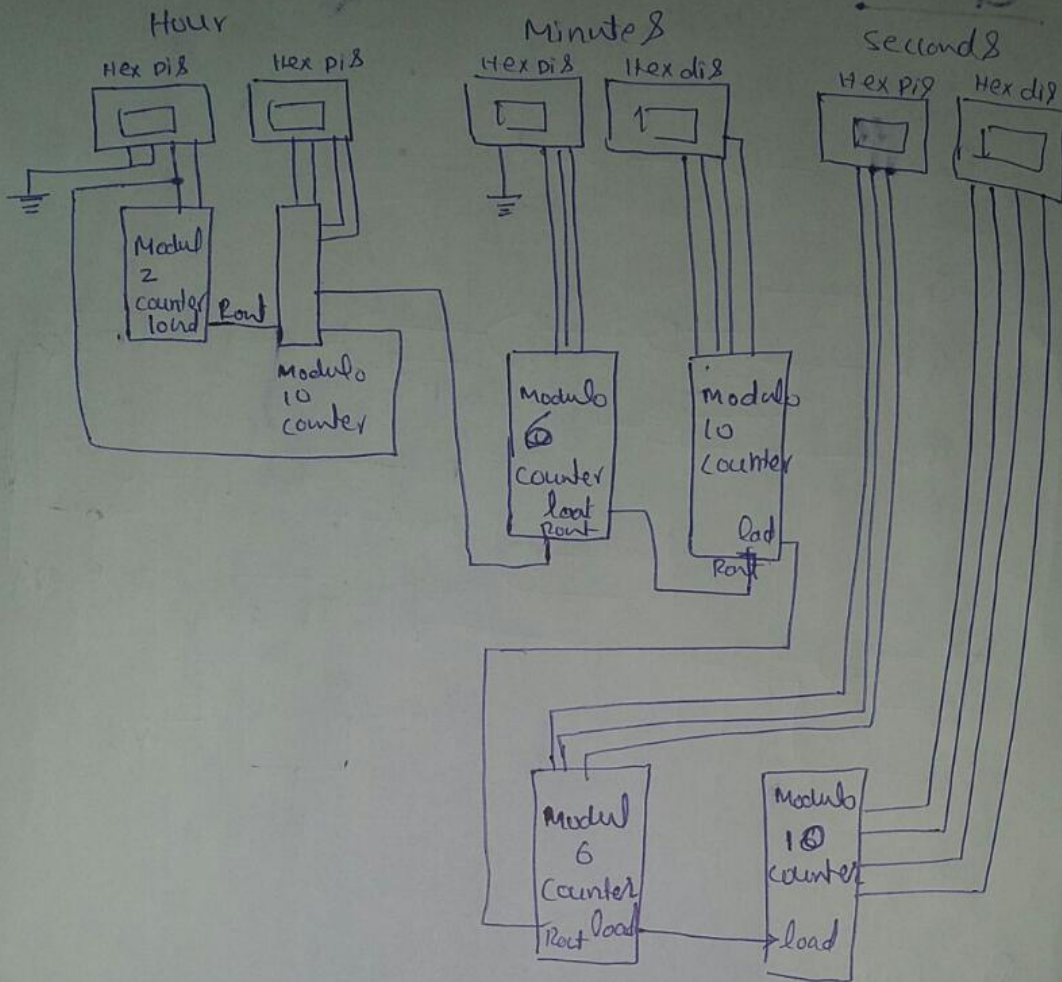 Hour
Minutes
Seconds
Hex Dis
Hex Dis
Hex Dis
Hex dis
Hex Dis
Hex dis
Modul
2
counter
load
Rout
Modulo
10
counter
Modulo
6
counter
load
Rout
Modulo
10
counter
load
Rout
Modul
6
counter
Rout load
Modulo
10
counter
load